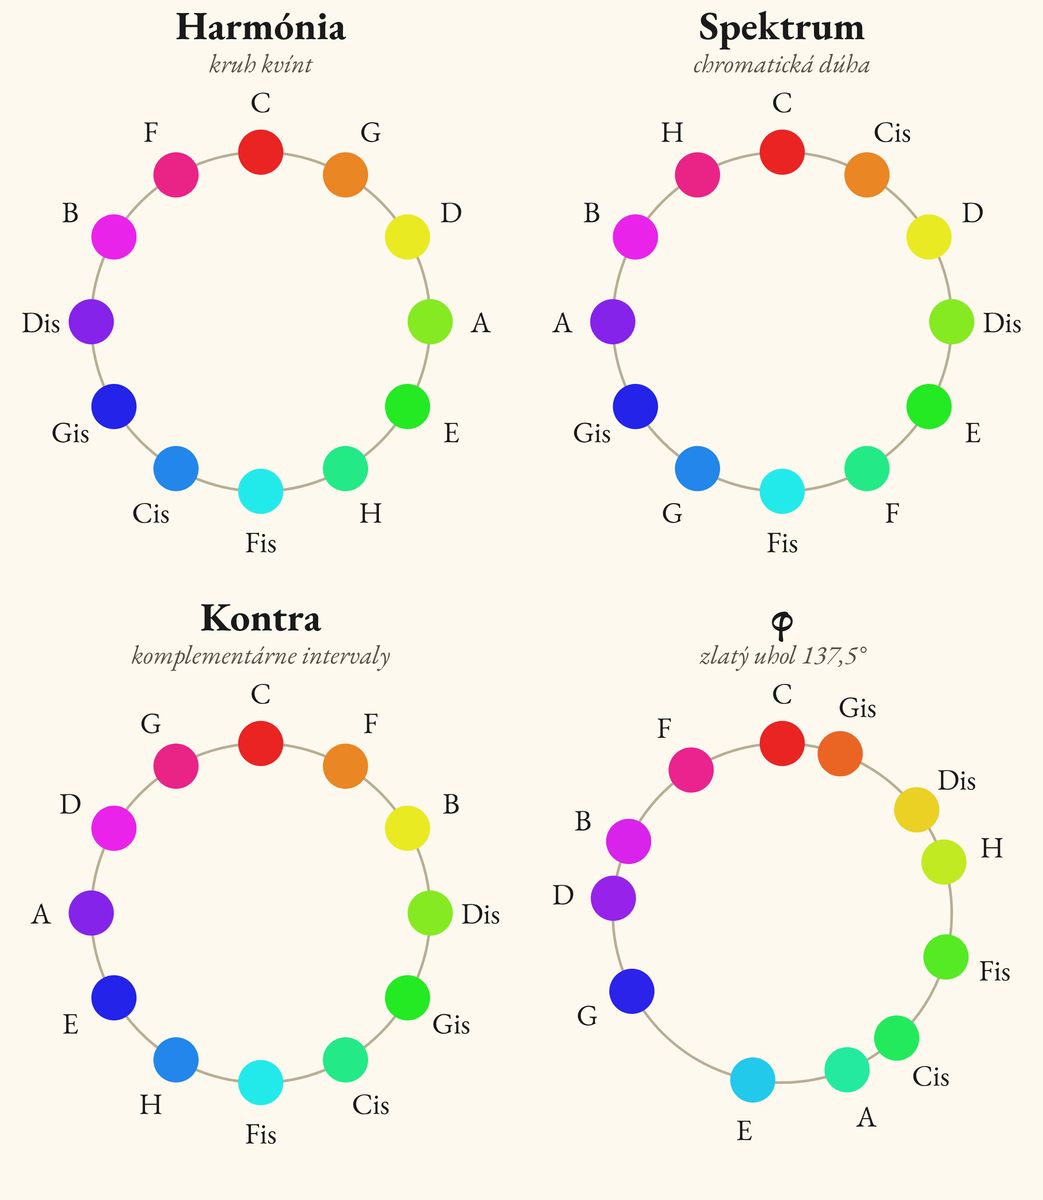 Harmónia
kruh kvínt
C
G
D
A
E
H
Fis
Cis
Gis
Dis
B
F
Spektrum
chromatická dúha
C
Cis
D
Dis
E
F
Fis
G
Gis
A
B
H
Kontra
komplementárne intervaly
C
F
B
Dis
Gis
Cis
Fis
H
E
A
D
G
φ
zlatý uhol 137,5°
C
Gis
Dis
H
Fis
Cis
A
E
G
D
B
F